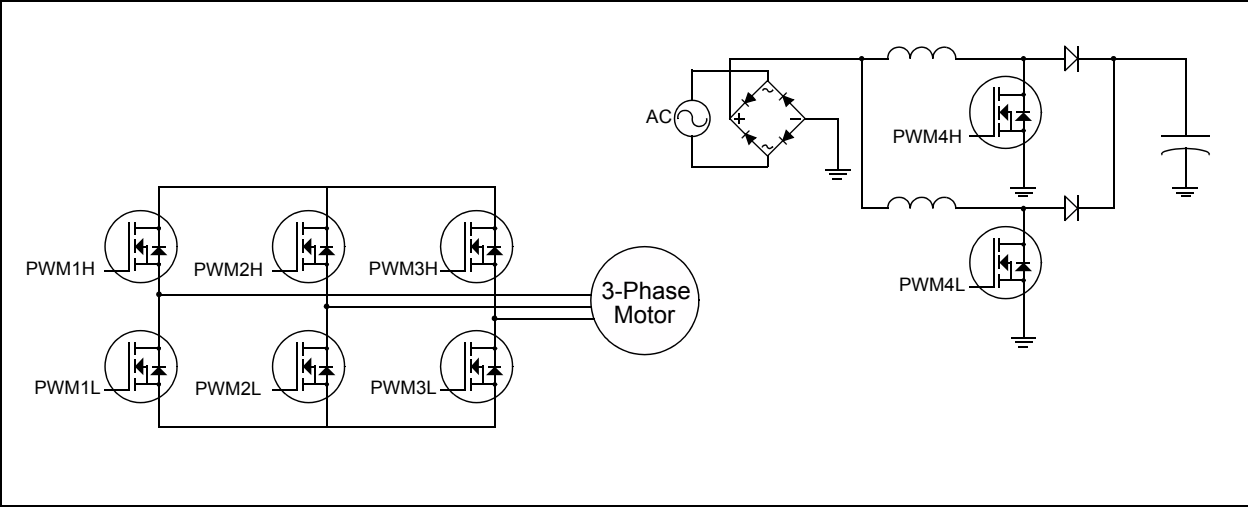 AC
PWM4H
PWM4L
PWM1H
PWM2H
PWM3H
3-Phase
Motor
PWM1L
PWM2L
PWM3L